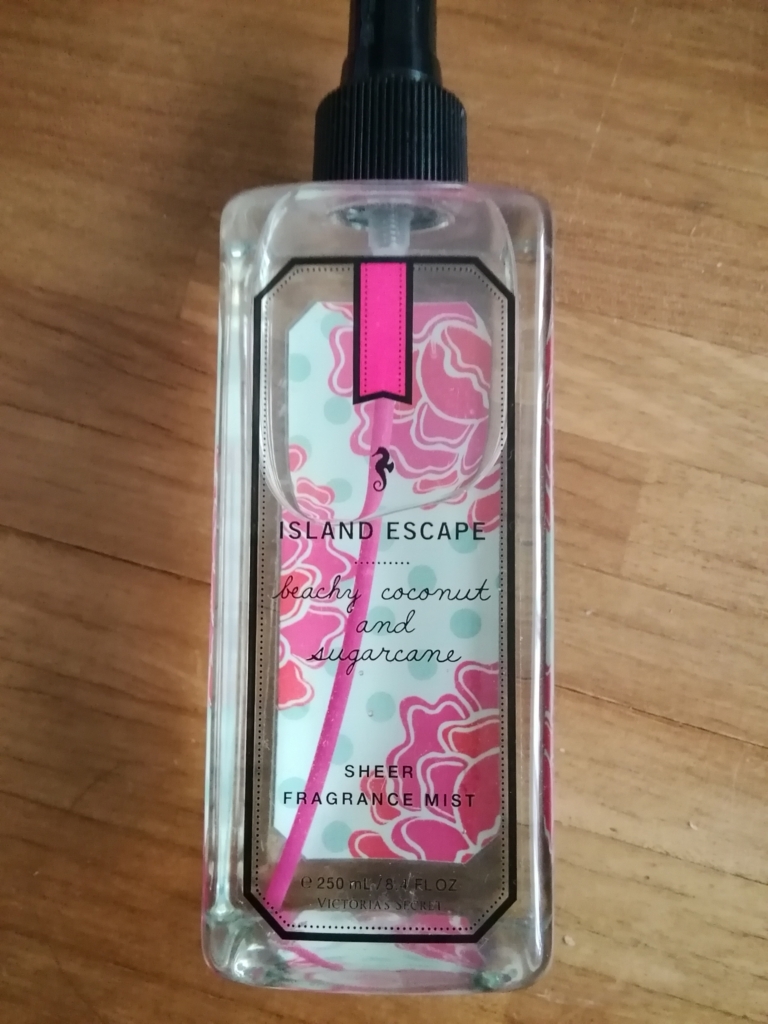 ISLAND ESCAPE
beachy coconut
and
sugarcane
SHEER
FRAGRANCE MIST
℮ 250 mL / 8.4 FL OZ
VICTORIA'S SECRET